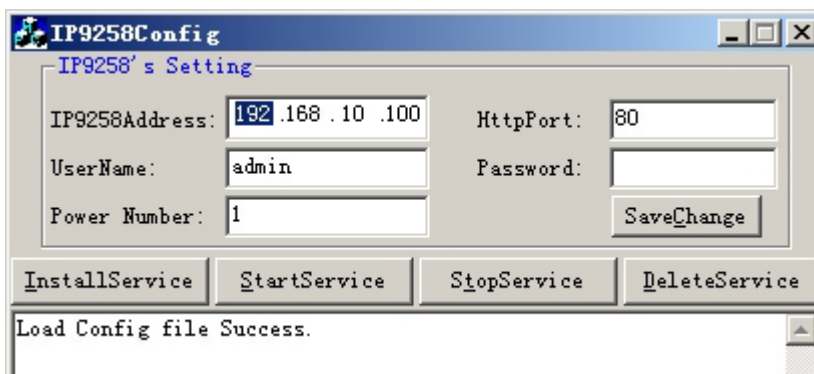 IP9258Config
IP9258's Setting
IP9258Address: 192 .168 . 10 .100 HttpPort: 80
UserName: admin Password:
Power Number: 1 SaveChange
InstallService StartService StopService DeleteService
Load Config file Success.